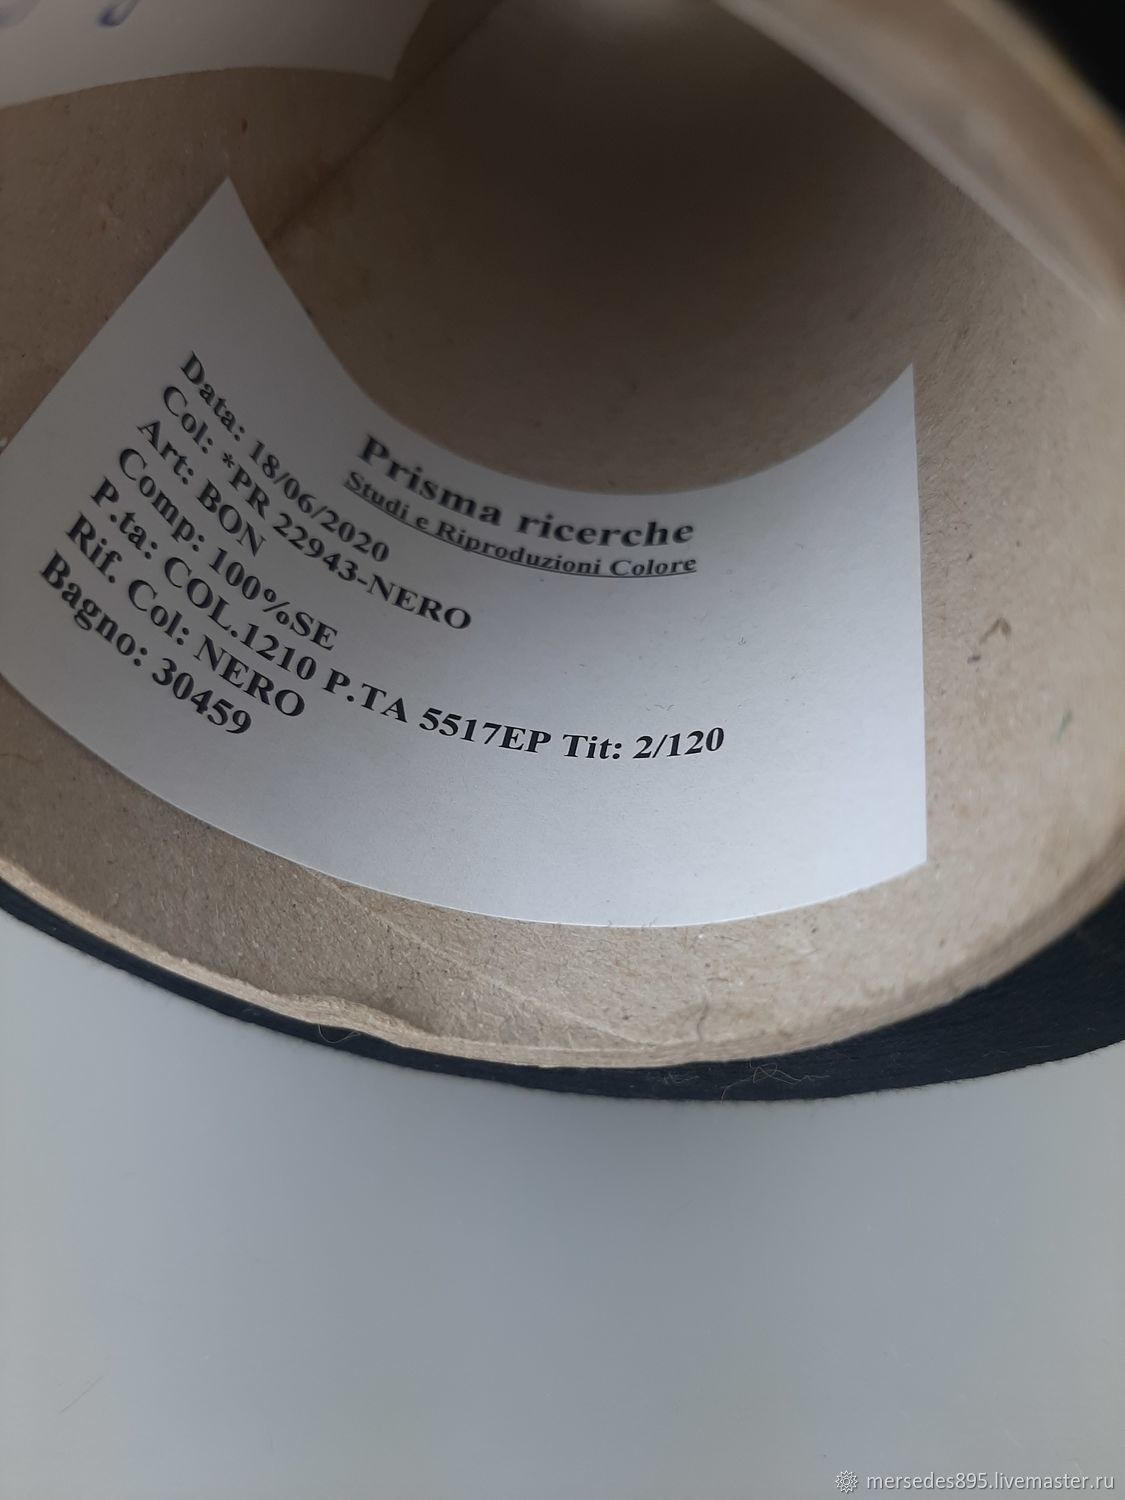 Prisma ricerche
Studi e Riproduzioni Colore
Data: 18/06/2020
Col: *PR 22943-NERO
Art: BON
Comp: 100%SE
P.ta: COL.1210 P.TA 5517EP Tit: 2/120
Rif. Col: NERO
Bagno: 30459
mersedes895.livemaster.ru